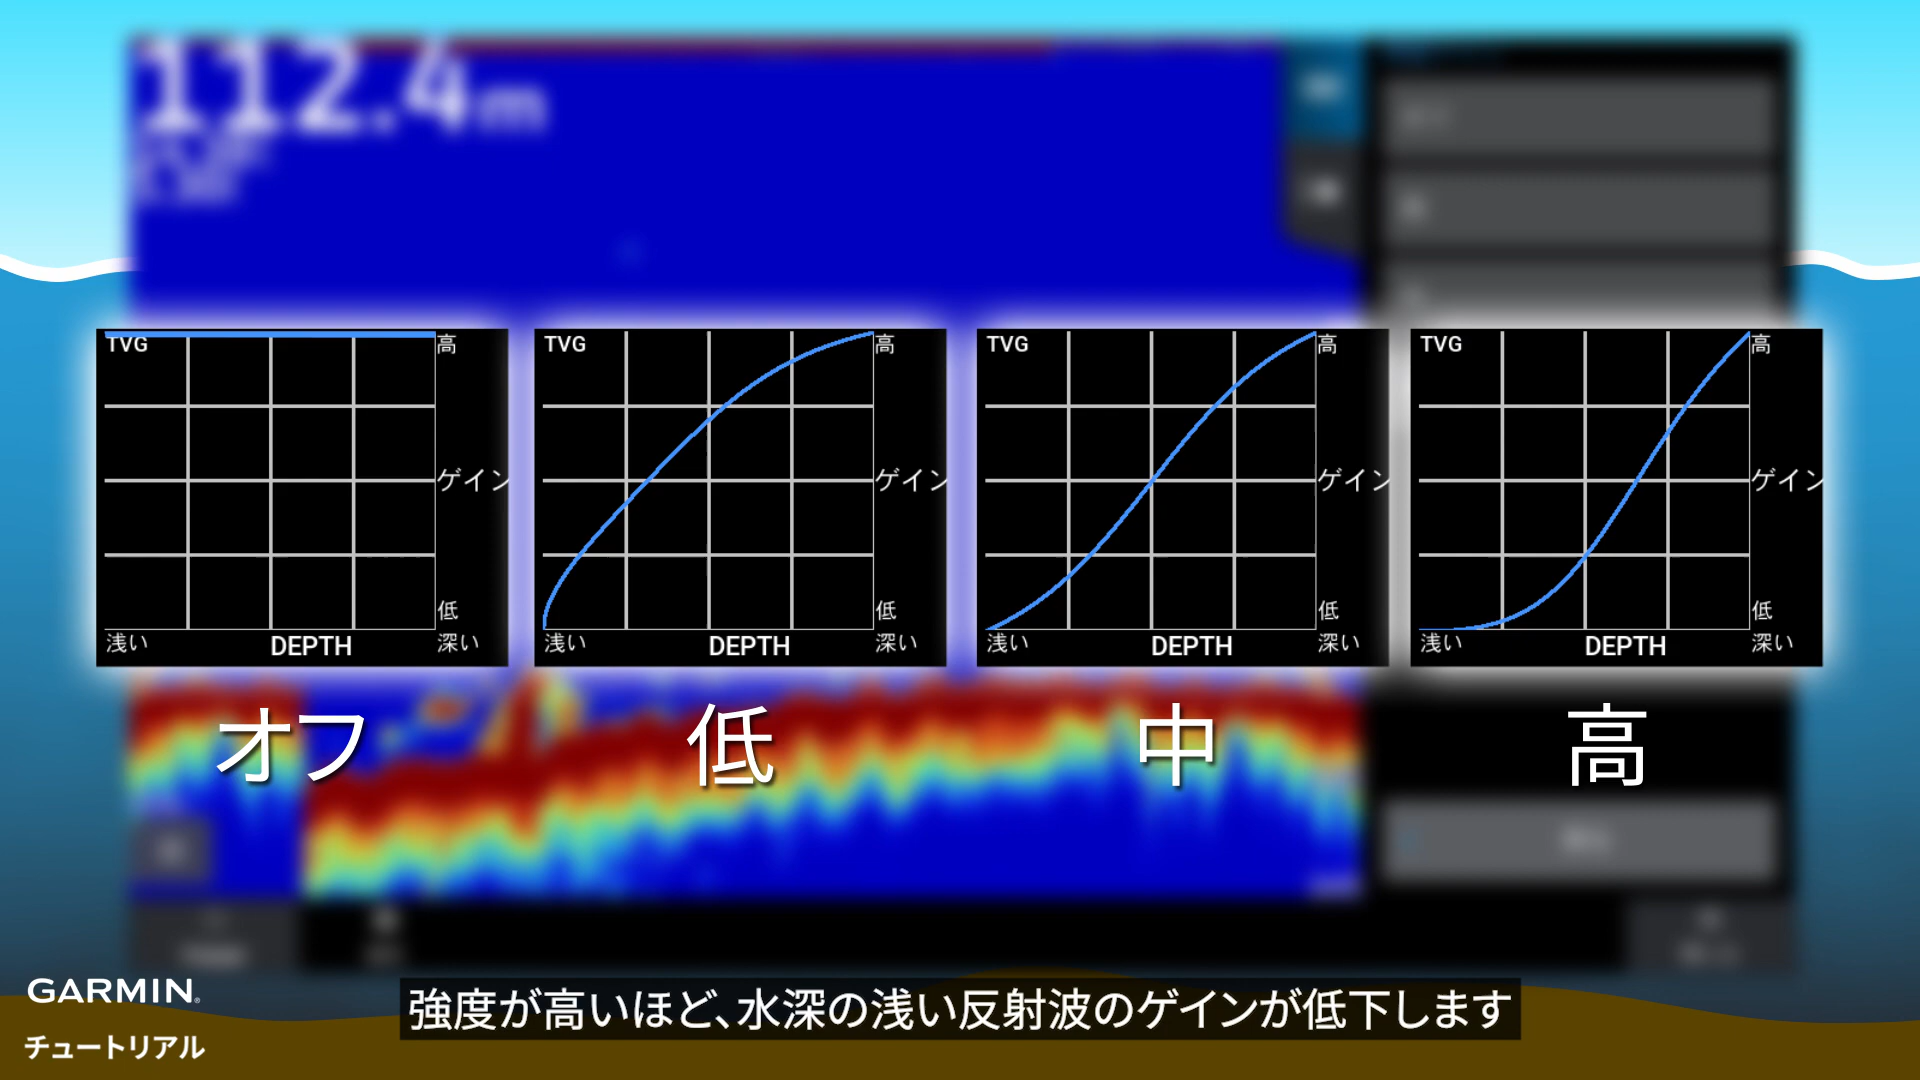 112.4m
TVG
高
ゲイン
低
浅い
DEPTH
深い
TVG
高
ゲイン
低
浅い
DEPTH
深い
TVG
高
ゲイン
低
浅い
DEPTH
深い
TVG
高
ゲイン
低
浅い
DEPTH
深い
オフ
低
中
高
GARMIN
チュートリアル
強度が高いほど、水深の浅い反射波のゲインが低下します